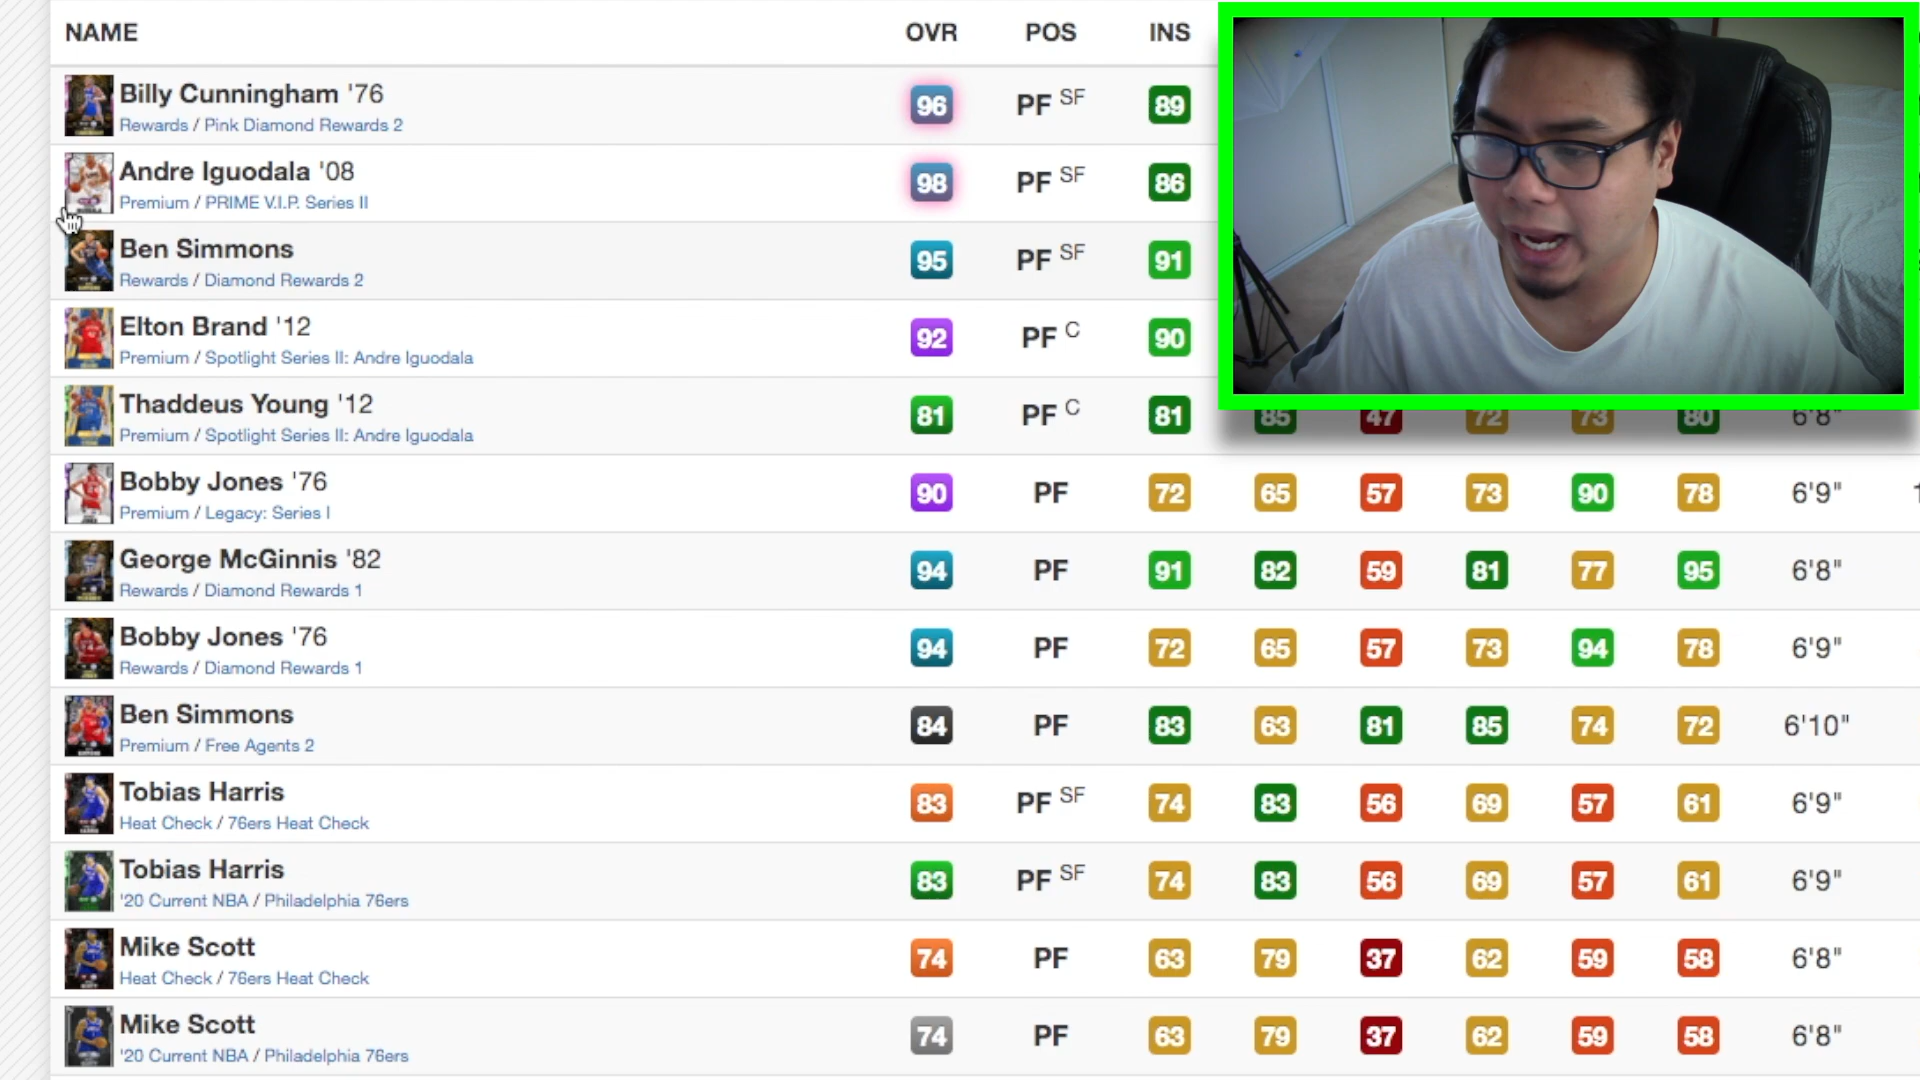 NAME OVR POS INS
Billy Cunningham '76 96 PF SF 89
Rewards / Pink Diamond Rewards 2
Andre Iguodala '08 98 PF SF 86
Premium / PRIME V.I.P. Series II
Ben Simmons 95 PF SF 91
Rewards / Diamond Rewards 2
Elton Brand '12 92 PF C 90
Premium / Spotlight Series II: Andre Iguodala
Thaddeus Young '12 81 PF C 81 85 47 72 73 80 6'8"
Premium / Spotlight Series II: Andre Iguodala
Bobby Jones '76 90 PF 72 65 57 73 90 78 6'9"
Premium / Legacy: Series I
George McGinnis '82 94 PF 91 82 59 81 77 95 6'8"
Rewards / Diamond Rewards 1
Bobby Jones '76 94 PF 72 65 57 73 94 78 6'9"
Rewards / Diamond Rewards 1
Ben Simmons 84 PF 83 63 81 85 74 72 6'10"
Premium / Free Agents 2
Tobias Harris 83 PF SF 74 83 56 69 57 61 6'9"
Heat Check / 76ers Heat Check
Tobias Harris 83 PF SF 74 83 56 69 57 61 6'9"
'20 Current NBA / Philadelphia 76ers
Mike Scott 74 PF 63 79 37 62 59 58 6'8"
Heat Check / 76ers Heat Check
Mike Scott 74 PF 63 79 37 62 59 58 6'8"
'20 Current NBA / Philadelphia 76ers